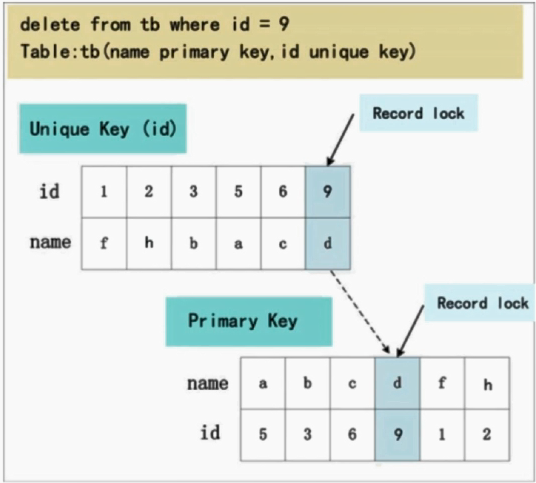 delete from tb where id = 9
Table:tb(name primary key,id unique key)
Record lock
Unique Key (id)
id 1 2 3 5 6 9
name f h b a c d
Record lock
Primary Key
name a b c d f h
id 5 3 6 9 1 2